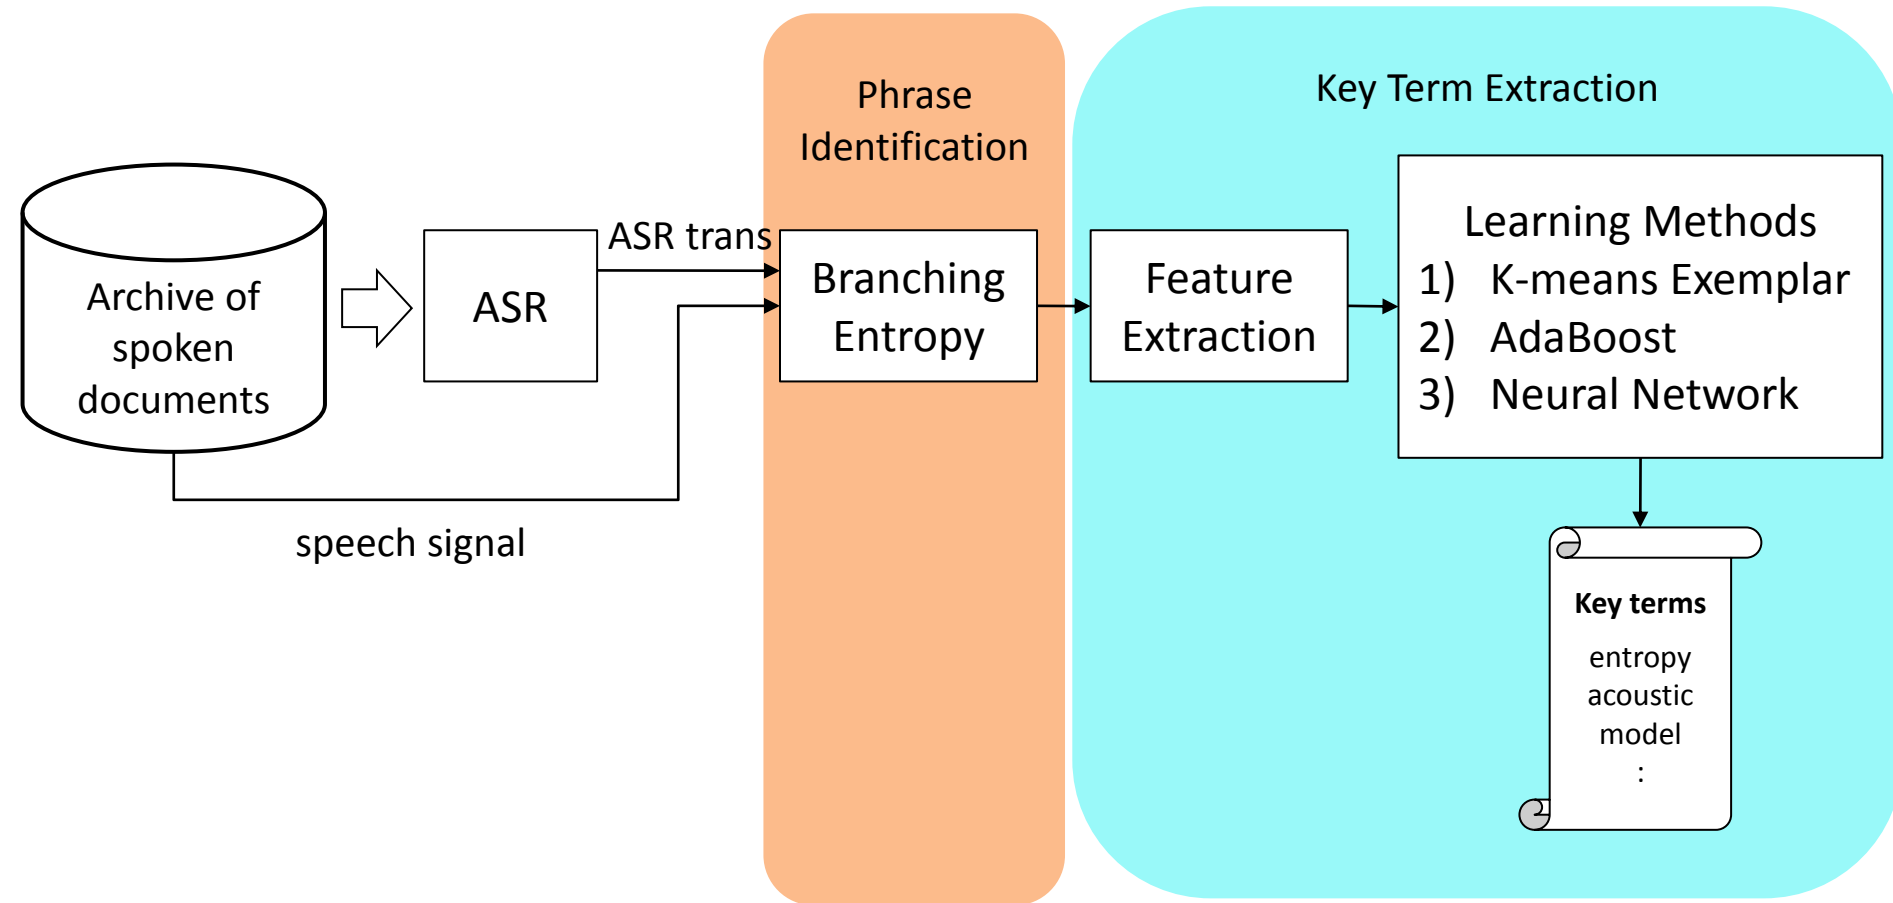 Phrase
Identification
Key Term Extraction
Archive of
spoken
documents
ASR
ASR trans
speech signal
Branching
Entropy
Feature
Extraction
Learning Methods
1) K-means Exemplar
2) AdaBoost
3) Neural Network
Key terms
entropy
acoustic
model
: